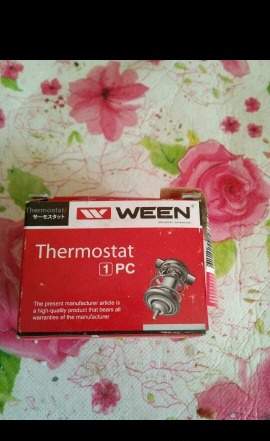 Thermostat
サーモスタット
WEEN
Thermostat
1 PC
The present manufacturer article is
a high-quality product that bears all
warranties of the manufacturer